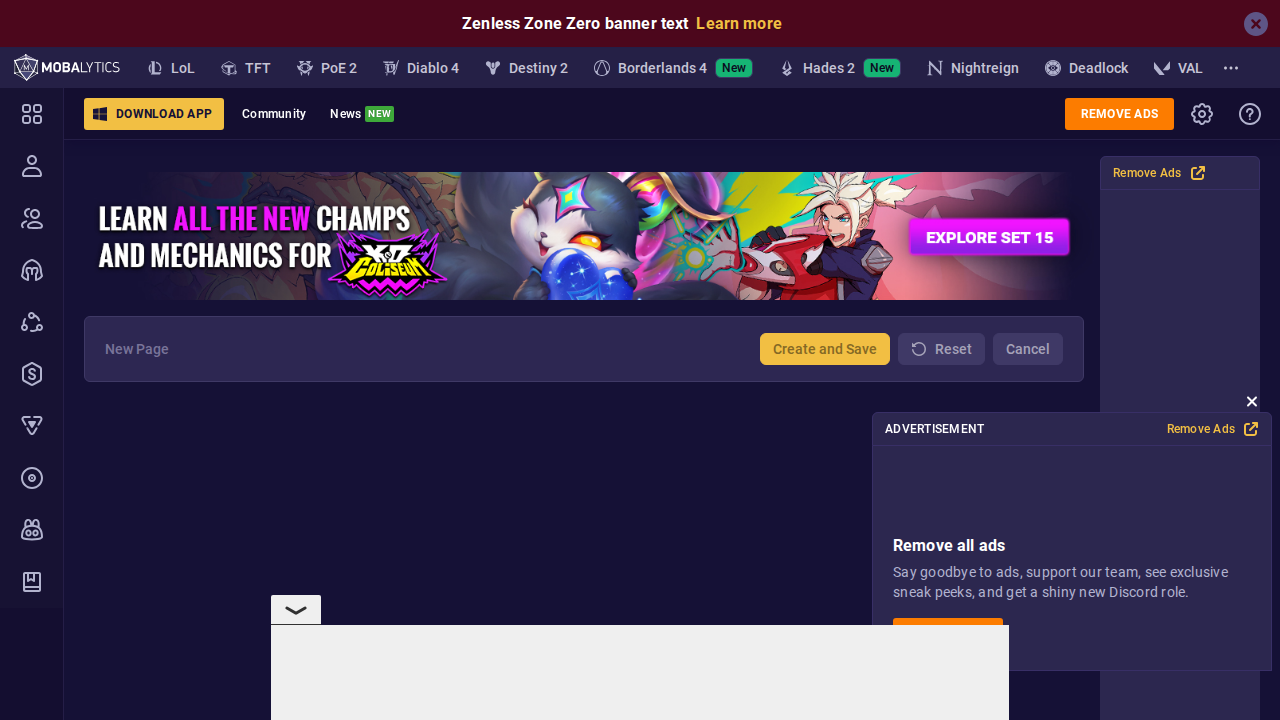 Zenless Zone Zero banner text Learn more
MOBALYTICS
LoL
TFT
PoE 2
Diablo 4
Destiny 2
Borderlands 4 New
Hades 2 New
Nightreign
Deadlock
VAL
DOWNLOAD APP
Community
News NEW
REMOVE ADS
Remove Ads
LEARN ALL THE NEW CHAMPS
AND MECHANICS FOR
K.O. COLISEUM
EXPLORE SET 15
New Page
Create and Save
Reset
Cancel
ADVERTISEMENT
Remove Ads
Remove all ads
Say goodbye to ads, support our team, see exclusive
sneak peeks, and get a shiny new Discord role.